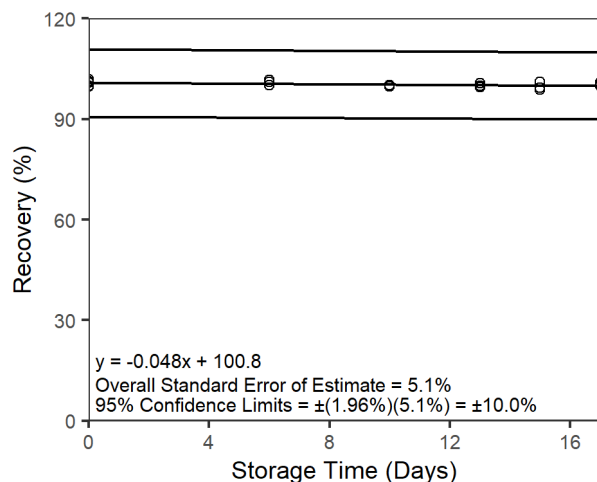 120
90
60
30
0
Recovery (%)
y = -0.048x + 100.8
Overall Standard Error of Estimate = 5.1%
95% Confidence Limits = ±(1.96%)(5.1%) = ±10.0%
0 4 8 12 16
Storage Time (Days)